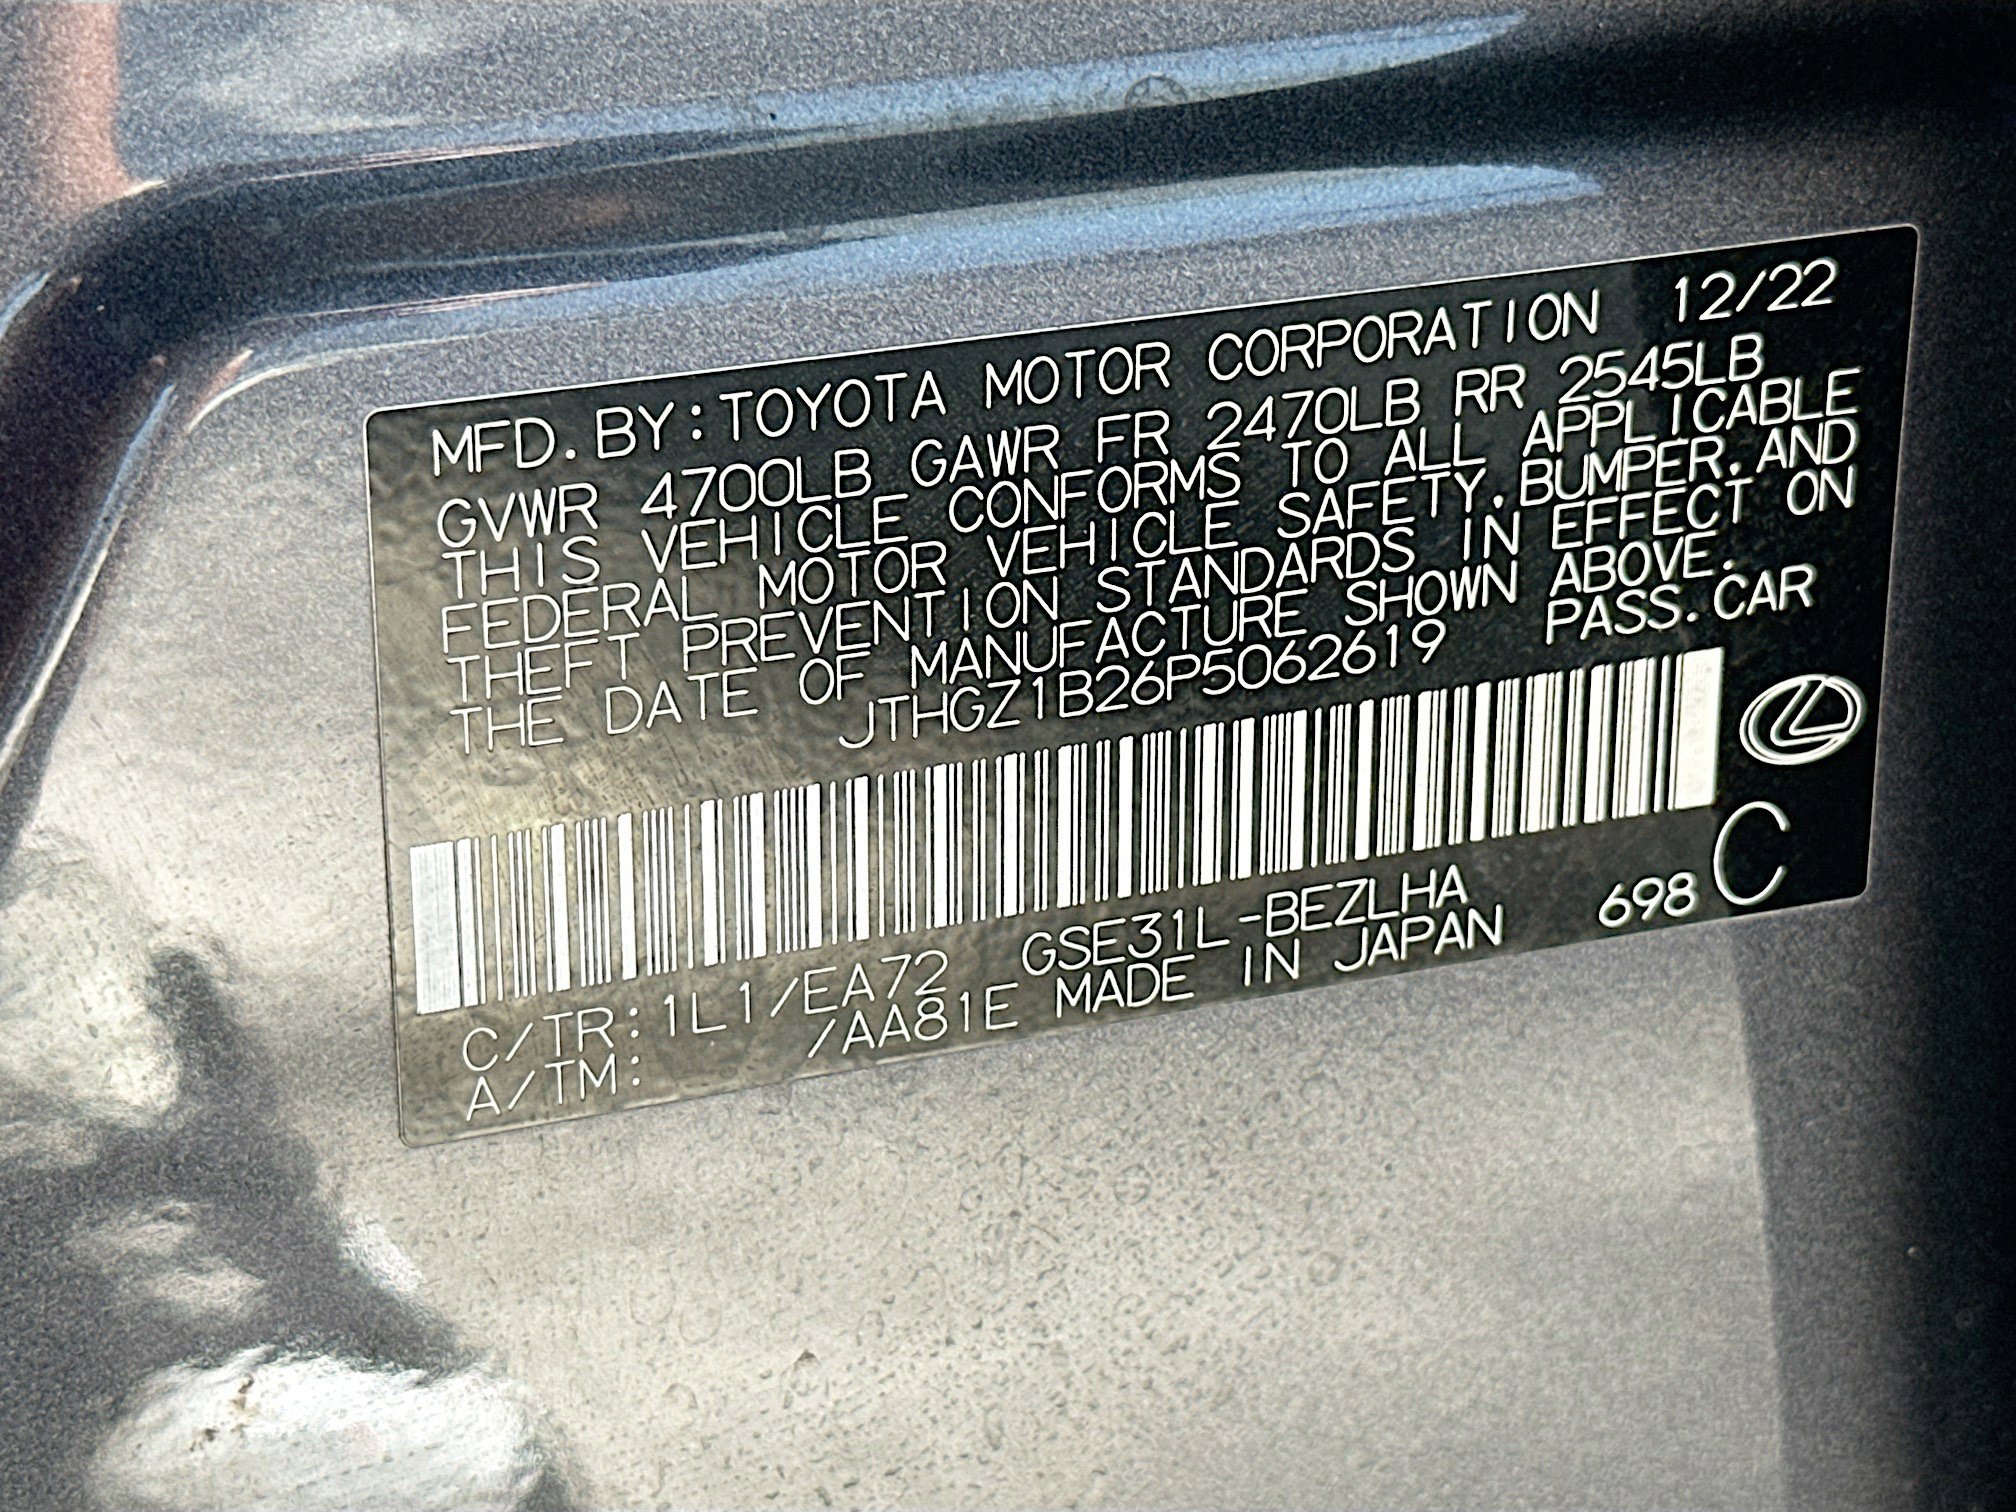 MFD. BY: TOYOTA MOTOR CORPORATION 12/22
GVWR 4700LB GAWR FR 2470LB RR 2545LB
THIS VEHICLE CONFORMS TO ALL APPLICABLE
FEDERAL MOTOR VEHICLE SAFETY, BUMPER, AND
THEFT PREVENTION STANDARDS IN EFFECT ON
THE DATE OF MANUFACTURE SHOWN ABOVE.
JTHGZ1B26P5062619 PASS. CAR
C/TR: 1L1/EA72 GSE31L-BEZLHA 698 C
A/TM: /AA81E MADE IN JAPAN